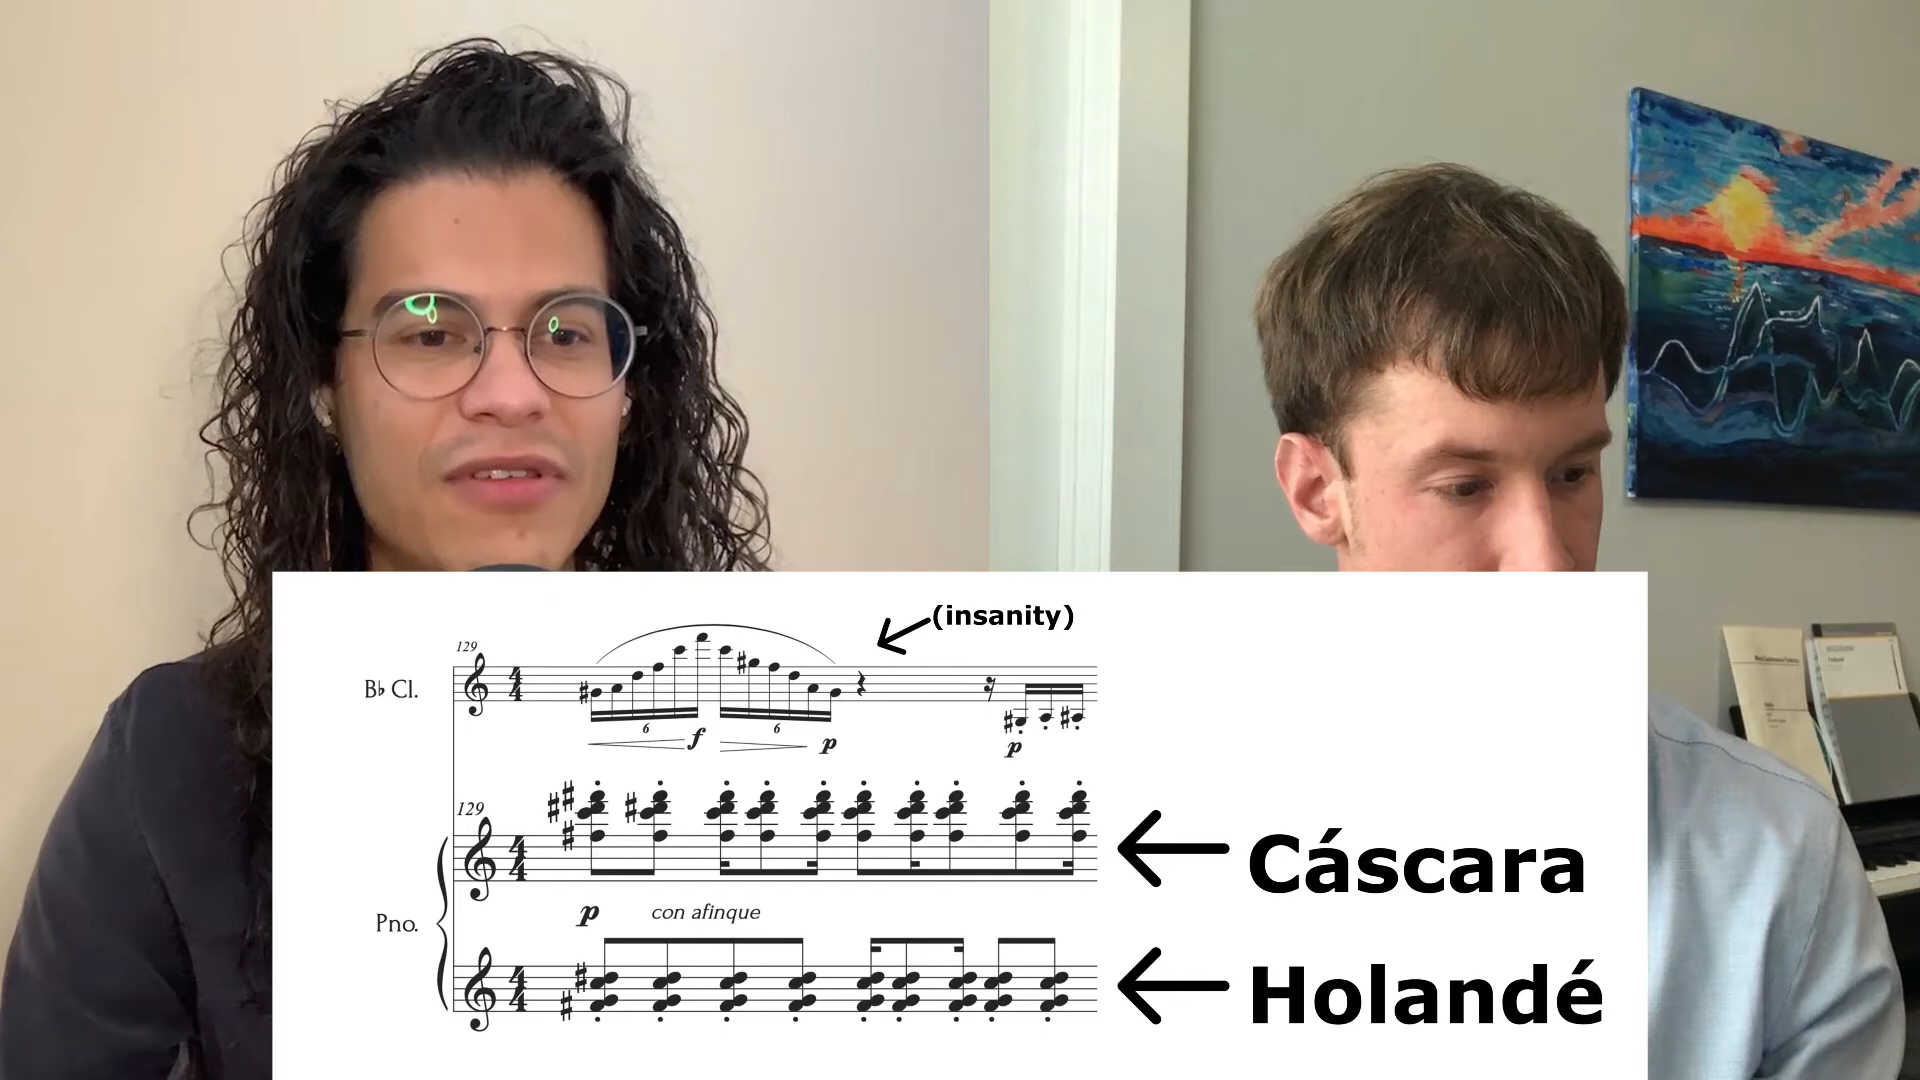 (insanity)
129
B♭ Cl.
6
6
f
p
p
129
Cáscara
p
con afinque
Pno.
Holandé